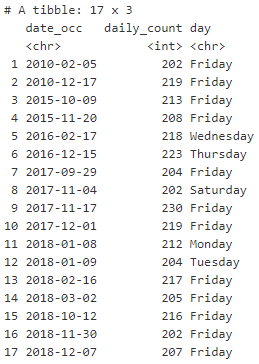 # A tibble: 17 x 3
date_occ daily_count day
<chr> <int> <chr>
1 2010-02-05 202 Friday
2 2010-12-17 219 Friday
3 2015-10-09 213 Friday
4 2015-11-20 208 Friday
5 2016-02-17 218 Wednesday
6 2016-12-15 223 Thursday
7 2017-09-29 204 Friday
8 2017-11-04 202 Saturday
9 2017-11-17 230 Friday
10 2017-12-01 219 Friday
11 2018-01-08 212 Monday
12 2018-01-09 204 Tuesday
13 2018-02-16 217 Friday
14 2018-03-02 205 Friday
15 2018-10-12 216 Friday
16 2018-11-30 202 Friday
17 2018-12-07 207 Friday